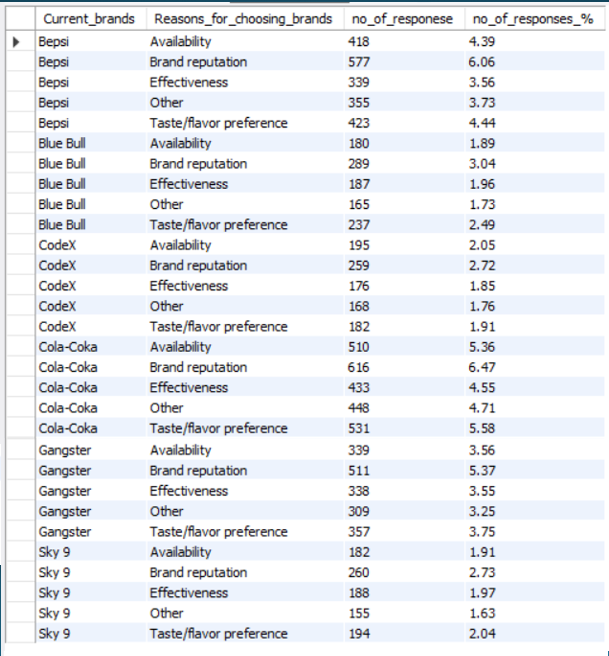 Current_brands Reasons_for_choosing_brands no_of_responese no_of_responses_%
Bepsi Availability 418 4.39
Bepsi Brand reputation 577 6.06
Bepsi Effectiveness 339 3.56
Bepsi Other 355 3.73
Bepsi Taste/flavor preference 423 4.44
Blue Bull Availability 180 1.89
Blue Bull Brand reputation 289 3.04
Blue Bull Effectiveness 187 1.96
Blue Bull Other 165 1.73
Blue Bull Taste/flavor preference 237 2.49
CodeX Availability 195 2.05
CodeX Brand reputation 259 2.72
CodeX Effectiveness 176 1.85
CodeX Other 168 1.76
CodeX Taste/flavor preference 182 1.91
Cola-Coka Availability 510 5.36
Cola-Coka Brand reputation 616 6.47
Cola-Coka Effectiveness 433 4.55
Cola-Coka Other 448 4.71
Cola-Coka Taste/flavor preference 531 5.58
Gangster Availability 339 3.56
Gangster Brand reputation 511 5.37
Gangster Effectiveness 338 3.55
Gangster Other 309 3.25
Gangster Taste/flavor preference 357 3.75
Sky 9 Availability 182 1.91
Sky 9 Brand reputation 260 2.73
Sky 9 Effectiveness 188 1.97
Sky 9 Other 155 1.63
Sky 9 Taste/flavor preference 194 2.04